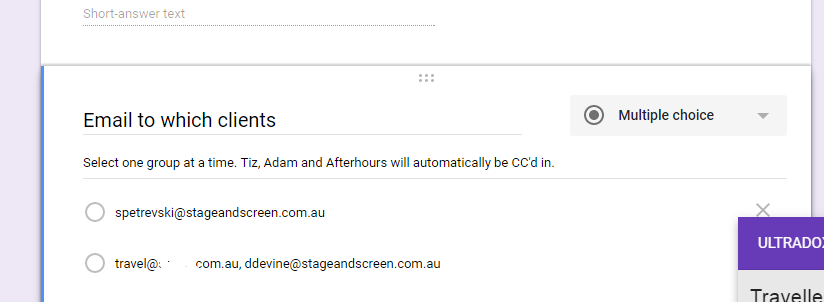 Short-answer text
Email to which clients
Multiple choice
Select one group at a time. Tiz, Adam and Afterhours will automatically be CC'd in.
spetrevski@stageandscreen.com.au
travel@ com.au, ddevine@stageandscreen.com.au
ULTRADOX
Travelle